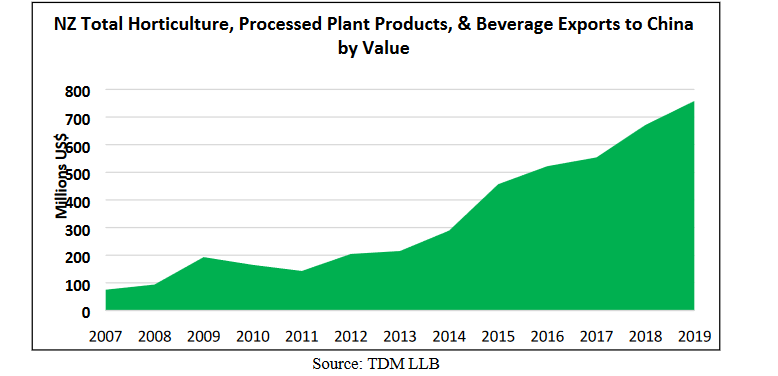 NZ Total Horticulture, Processed Plant Products, & Beverage Exports to China
by Value
Millions US$
800
700
600
500
400
300
200
100
0
2007 2008 2009 2010 2011 2012 2013 2014 2015 2016 2017 2018 2019
Source: TDM LLB